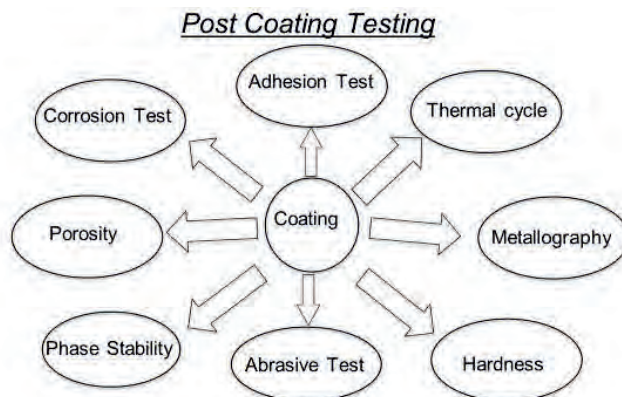 Post Coating Testing
Adhesion Test
Corrosion Test
Thermal cycle
Coating
Porosity
Metallography
Phase Stability
Abrasive Test
Hardness